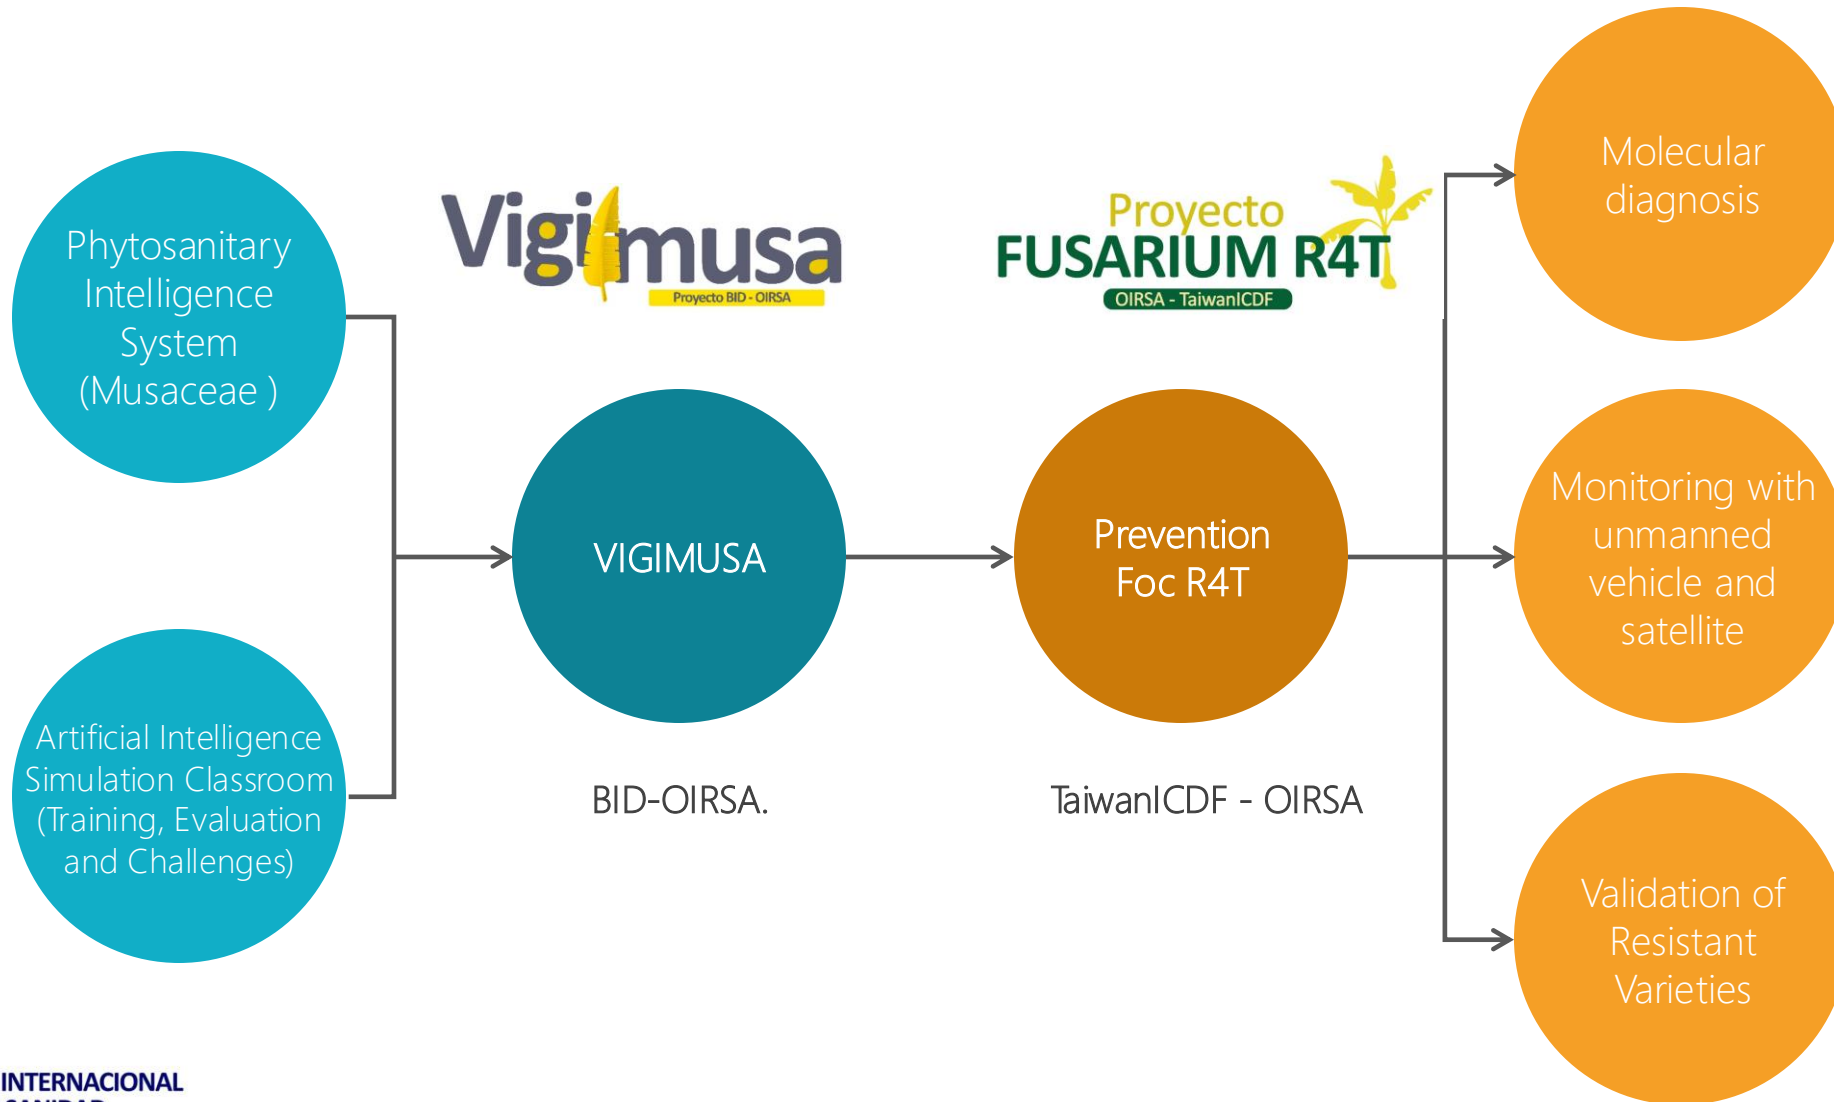 Phytosanitary
Intelligence
System
(Musaceae )
Artificial Intelligence
Simulation Classroom
(Training, Evaluation
and Challenges)
Vigimusa
Proyecto BID - OIRSA
VIGIMUSA
BID-OIRSA.
Proyecto
FUSARIUM R4T
OIRSA - TaiwanICDF
Prevention
Foc R4T
TaiwanICDF - OIRSA
Molecular
diagnosis
Monitoring with
unmanned
vehicle and
satellite
Validation of
Resistant
Varieties
INTERNACIONAL